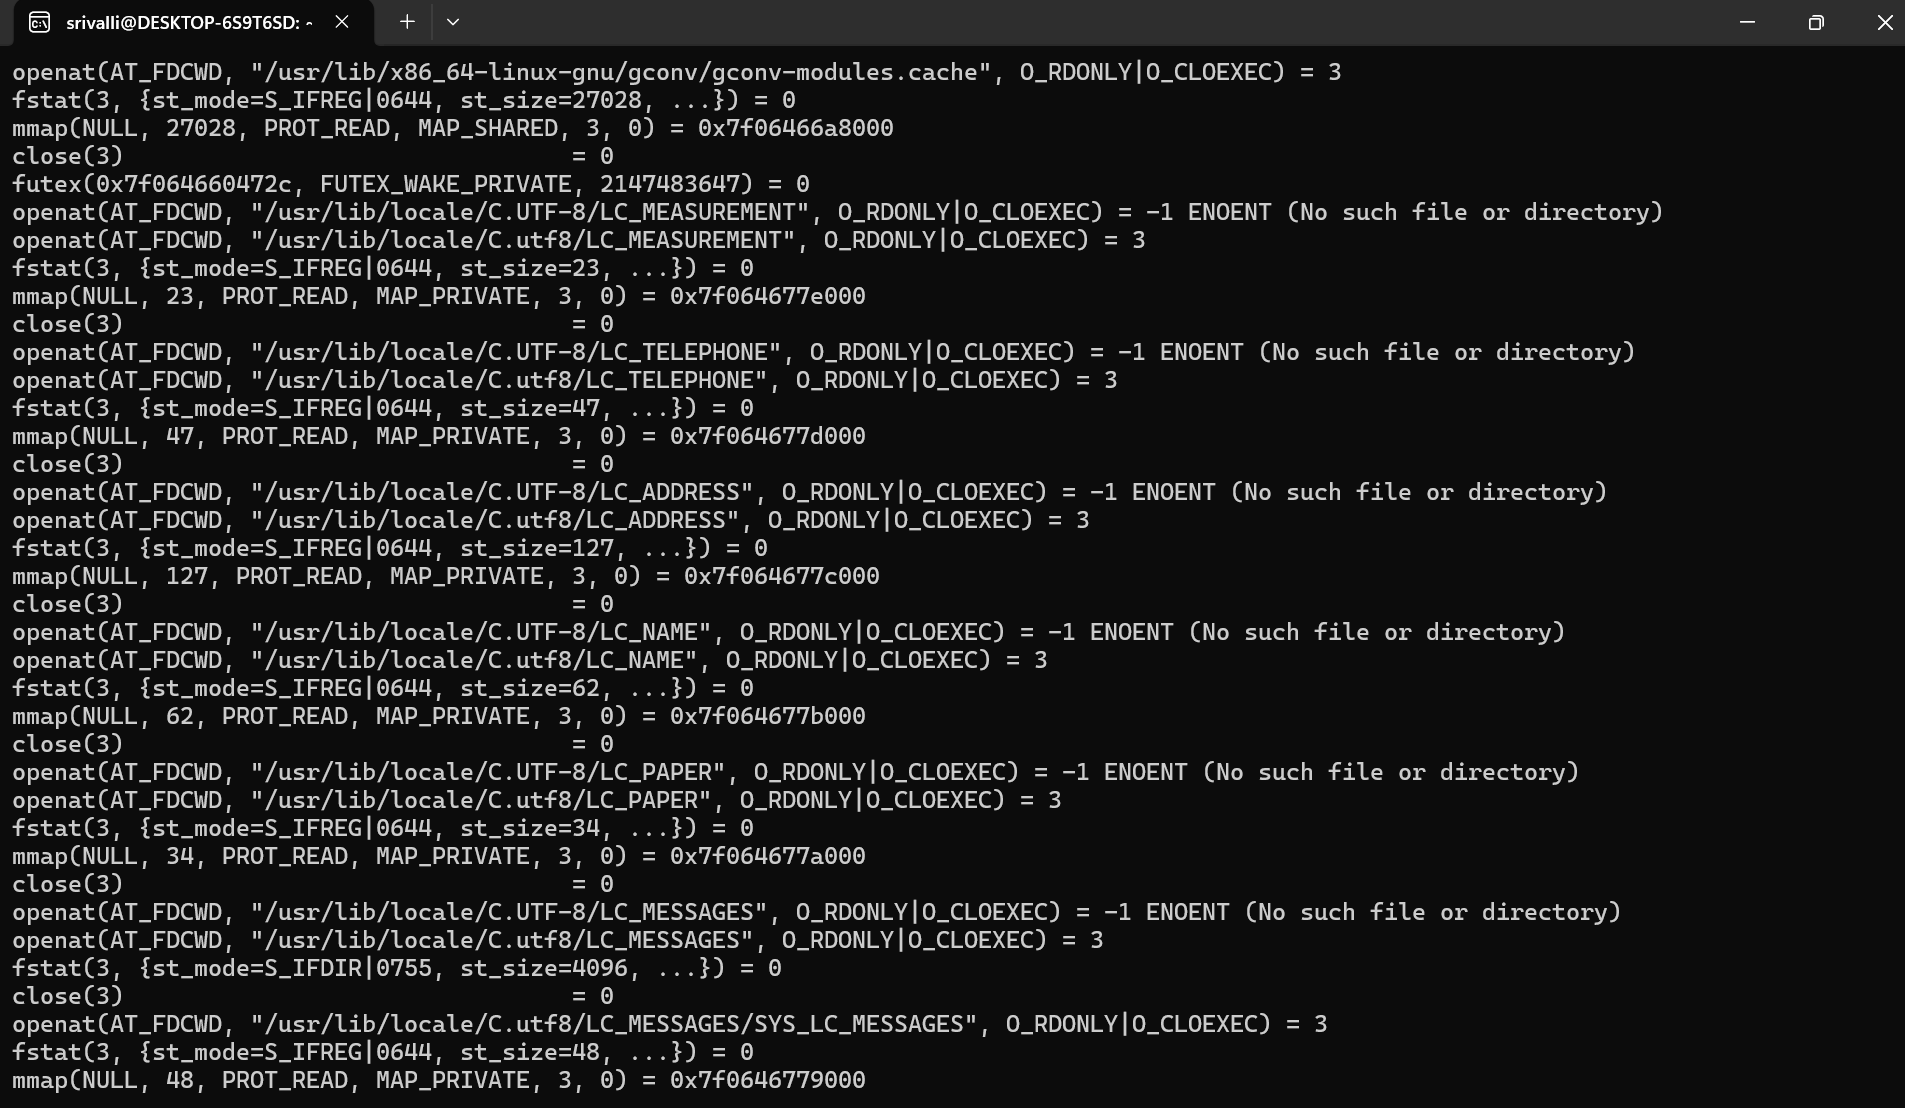 srivalli@DESKTOP-6S9T6SD: ~
openat(AT_FDCWD, "/usr/lib/x86_64-linux-gnu/gconv/gconv-modules.cache", O_RDONLY|O_CLOEXEC) = 3
fstat(3, {st_mode=S_IFREG|0644, st_size=27028, ...}) = 0
mmap(NULL, 27028, PROT_READ, MAP_SHARED, 3, 0) = 0x7f06466a8000
close(3)                                = 0
futex(0x7f064660472c, FUTEX_WAKE_PRIVATE, 2147483647) = 0
openat(AT_FDCWD, "/usr/lib/locale/C.UTF-8/LC_MEASUREMENT", O_RDONLY|O_CLOEXEC) = -1 ENOENT (No such file or directory)
openat(AT_FDCWD, "/usr/lib/locale/C.utf8/LC_MEASUREMENT", O_RDONLY|O_CLOEXEC) = 3
fstat(3, {st_mode=S_IFREG|0644, st_size=23, ...}) = 0
mmap(NULL, 23, PROT_READ, MAP_PRIVATE, 3, 0) = 0x7f064677e000
close(3)                                = 0
openat(AT_FDCWD, "/usr/lib/locale/C.UTF-8/LC_TELEPHONE", O_RDONLY|O_CLOEXEC) = -1 ENOENT (No such file or directory)
openat(AT_FDCWD, "/usr/lib/locale/C.utf8/LC_TELEPHONE", O_RDONLY|O_CLOEXEC) = 3
fstat(3, {st_mode=S_IFREG|0644, st_size=47, ...}) = 0
mmap(NULL, 47, PROT_READ, MAP_PRIVATE, 3, 0) = 0x7f064677d000
close(3)                                = 0
openat(AT_FDCWD, "/usr/lib/locale/C.UTF-8/LC_ADDRESS", O_RDONLY|O_CLOEXEC) = -1 ENOENT (No such file or directory)
openat(AT_FDCWD, "/usr/lib/locale/C.utf8/LC_ADDRESS", O_RDONLY|O_CLOEXEC) = 3
fstat(3, {st_mode=S_IFREG|0644, st_size=127, ...}) = 0
mmap(NULL, 127, PROT_READ, MAP_PRIVATE, 3, 0) = 0x7f064677c000
close(3)                                = 0
openat(AT_FDCWD, "/usr/lib/locale/C.UTF-8/LC_NAME", O_RDONLY|O_CLOEXEC) = -1 ENOENT (No such file or directory)
openat(AT_FDCWD, "/usr/lib/locale/C.utf8/LC_NAME", O_RDONLY|O_CLOEXEC) = 3
fstat(3, {st_mode=S_IFREG|0644, st_size=62, ...}) = 0
mmap(NULL, 62, PROT_READ, MAP_PRIVATE, 3, 0) = 0x7f064677b000
close(3)                                = 0
openat(AT_FDCWD, "/usr/lib/locale/C.UTF-8/LC_PAPER", O_RDONLY|O_CLOEXEC) = -1 ENOENT (No such file or directory)
openat(AT_FDCWD, "/usr/lib/locale/C.utf8/LC_PAPER", O_RDONLY|O_CLOEXEC) = 3
fstat(3, {st_mode=S_IFREG|0644, st_size=34, ...}) = 0
mmap(NULL, 34, PROT_READ, MAP_PRIVATE, 3, 0) = 0x7f064677a000
close(3)                                = 0
openat(AT_FDCWD, "/usr/lib/locale/C.UTF-8/LC_MESSAGES", O_RDONLY|O_CLOEXEC) = -1 ENOENT (No such file or directory)
openat(AT_FDCWD, "/usr/lib/locale/C.utf8/LC_MESSAGES", O_RDONLY|O_CLOEXEC) = 3
fstat(3, {st_mode=S_IFDIR|0755, st_size=4096, ...}) = 0
close(3)                                = 0
openat(AT_FDCWD, "/usr/lib/locale/C.utf8/LC_MESSAGES/SYS_LC_MESSAGES", O_RDONLY|O_CLOEXEC) = 3
fstat(3, {st_mode=S_IFREG|0644, st_size=48, ...}) = 0
mmap(NULL, 48, PROT_READ, MAP_PRIVATE, 3, 0) = 0x7f0646779000